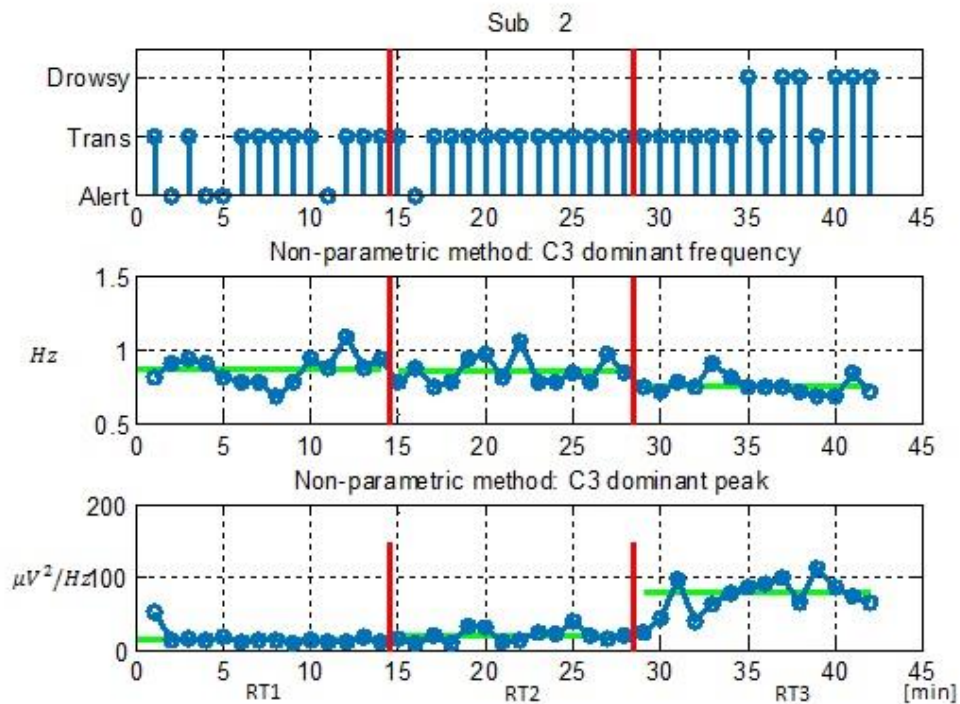 Sub 2
Drowsy
Trans
Alert
0 5 10 15 20 25 30 35 40 45
Non-parametric method: C3 dominant frequency
1.5
Hz
1
0.5
0 5 10 15 20 25 30 35 40 45
Non-parametric method: C3 dominant peak
200
μV²/Hz
100
0
0 5 10 15 20 25 30 35 40 45
RT1 RT2 RT3 [min]